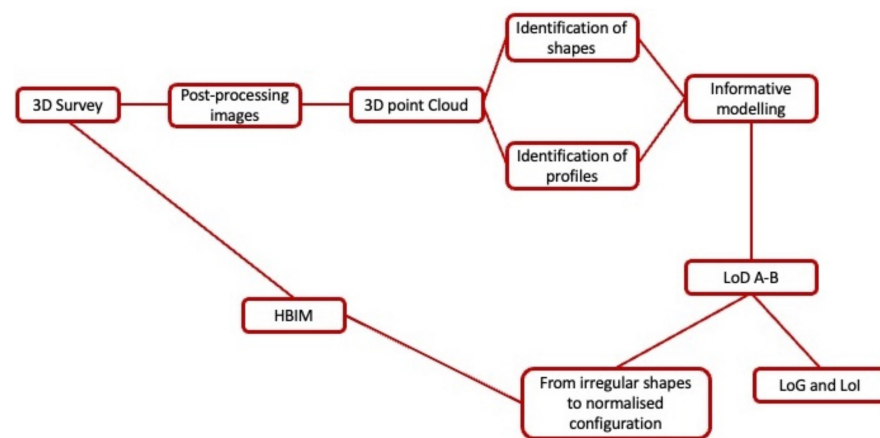 Identification of
shapes
3D Survey
Post-processing
images
3D point Cloud
Informative
modelling
Identification of
profiles
LoD A-B
HBIM
From irregular shapes
to normalised
configuration
LoG and LoI